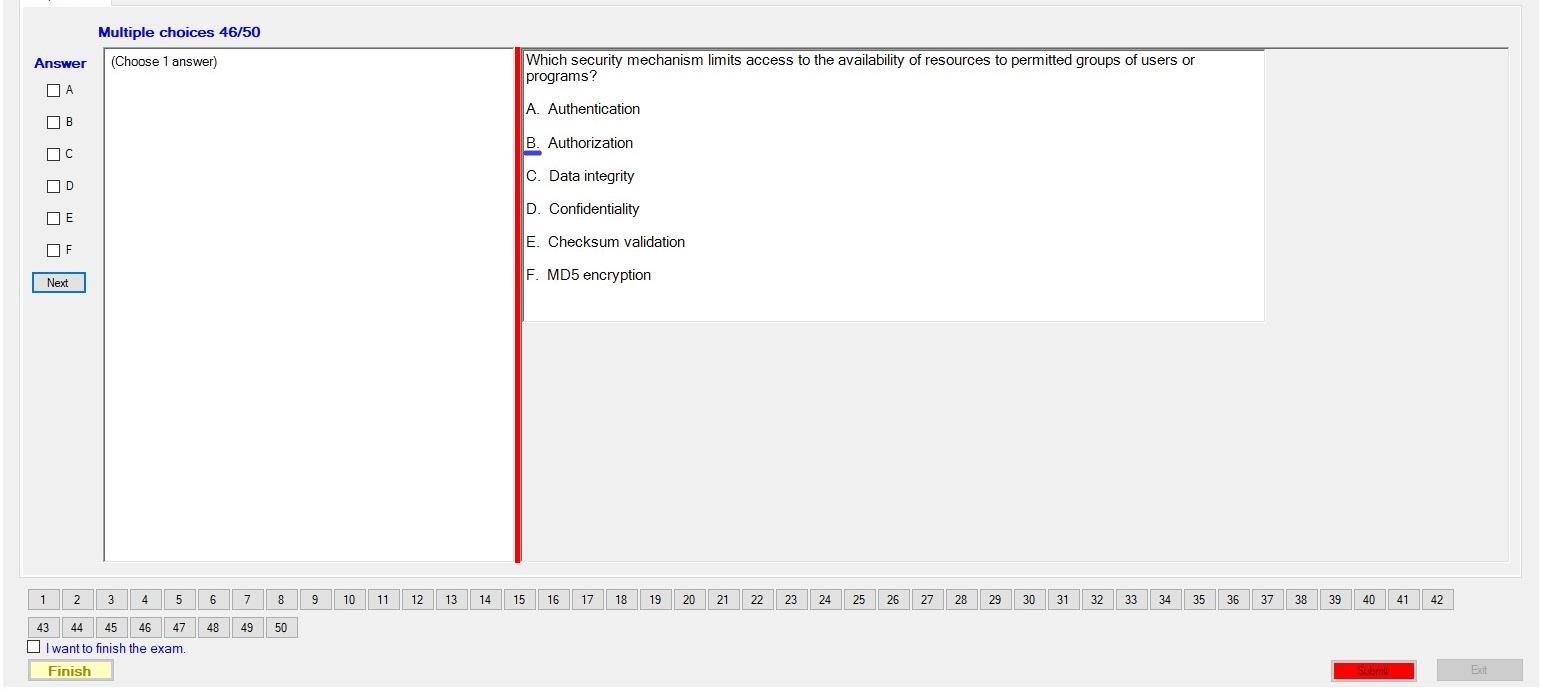 Multiple choices 46/50
Answer
(Choose 1 answer)
A
B
C
D
E
F
Next
Which security mechanism limits access to the availability of resources to permitted groups of users or
programs?
A. Authentication
B. Authorization
C. Data integrity
D. Confidentiality
E. Checksum validation
F. MD5 encryption
1 2 3 4 5 6 7 8 9 10 11 12 13 14 15 16 17 18 19 20 21 22 23 24 25 26 27 28 29 30 31 32 33 34 35 36 37 38 39 40 41 42
43 44 45 46 47 48 49 50
I want to finish the exam.
Finish
Submit
Exit